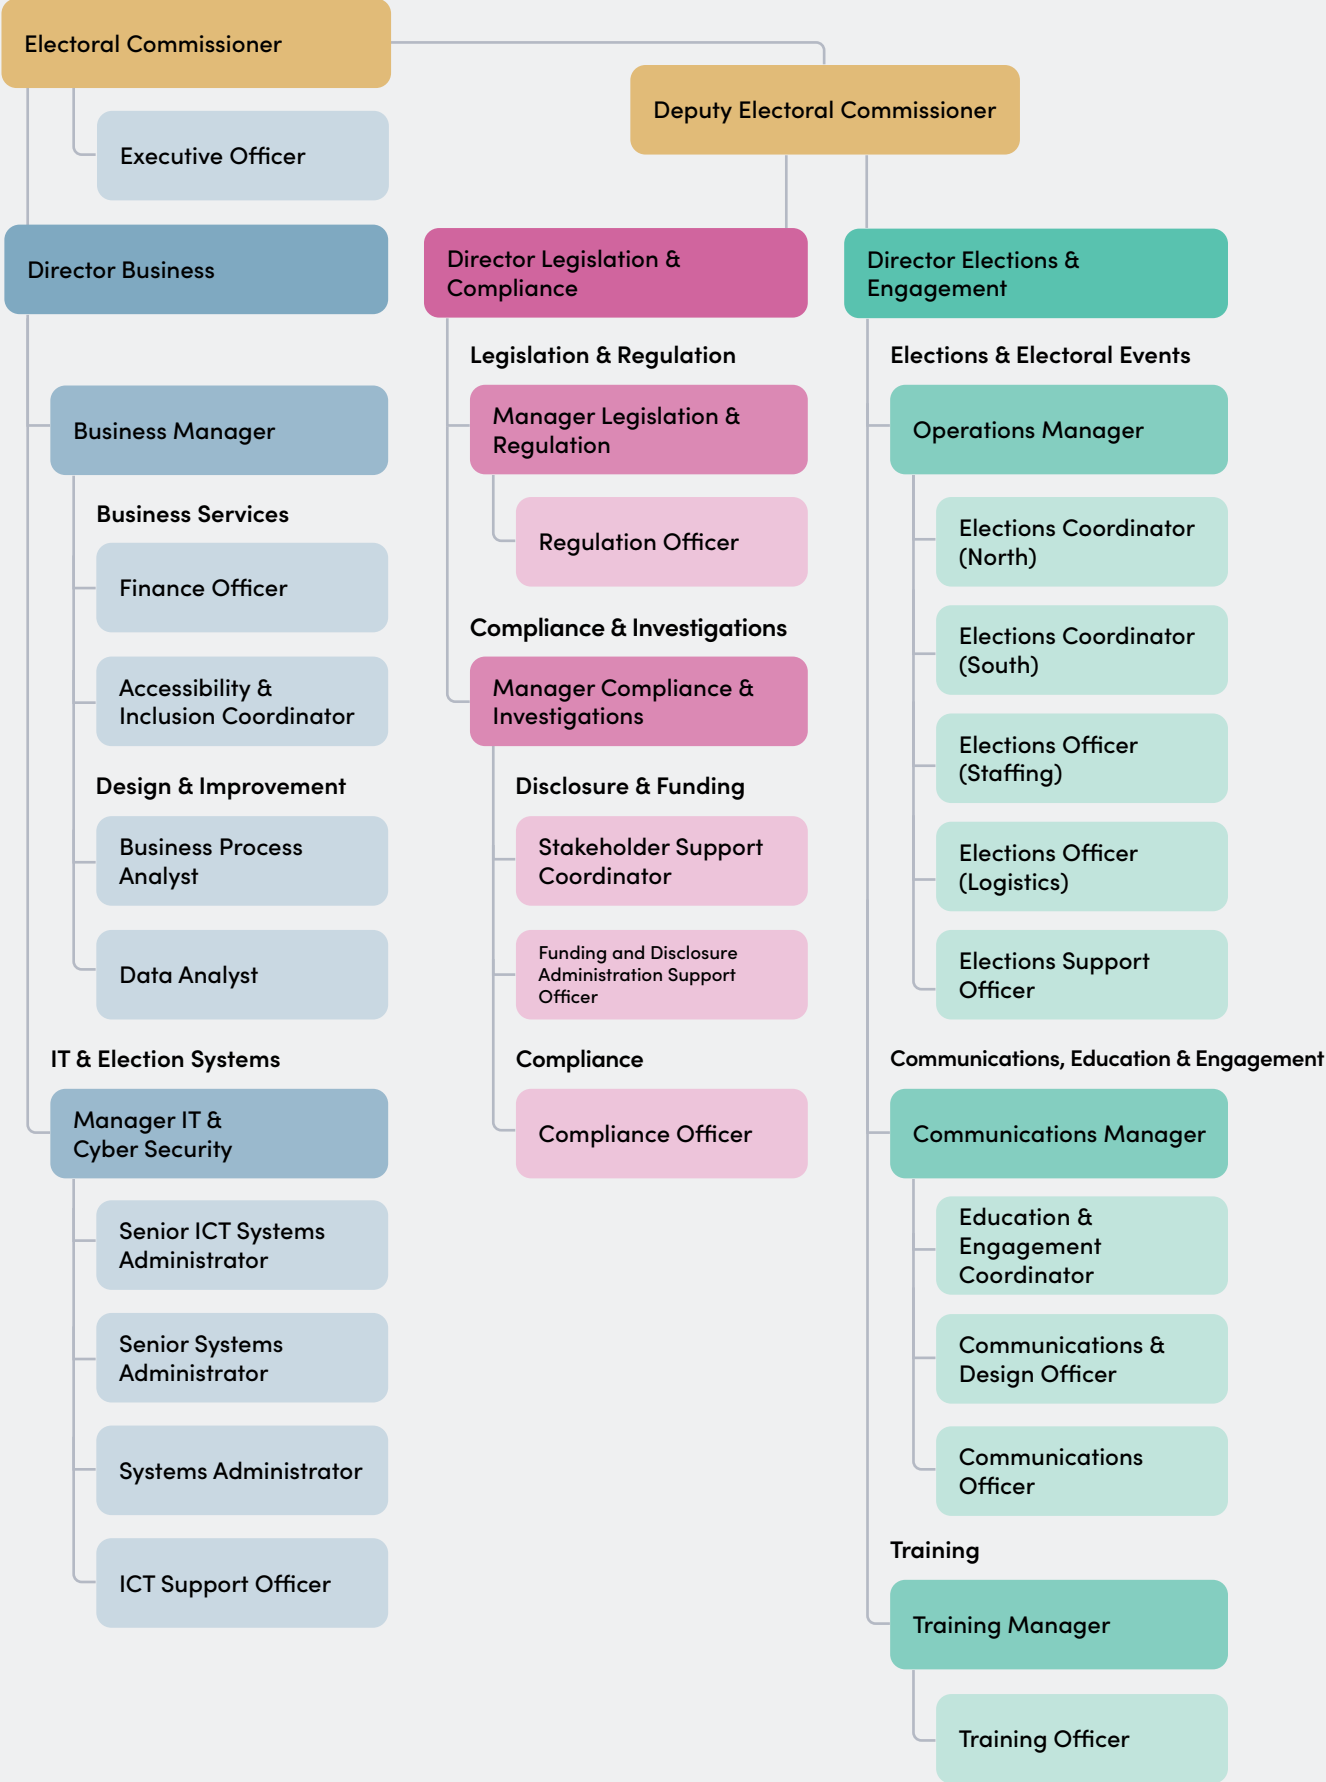 Electoral Commissioner
Deputy Electoral Commissioner
Executive Officer
Director Business
Business Manager
Business Services
Finance Officer
Accessibility &
Inclusion Coordinator
Design & Improvement
Business Process
Analyst
Data Analyst
IT & Election Systems
Manager IT &
Cyber Security
Senior ICT Systems
Administrator
Senior Systems
Administrator
Systems Administrator
ICT Support Officer
Director Legislation &
Compliance
Legislation & Regulation
Manager Legislation &
Regulation
Regulation Officer
Compliance & Investigations
Manager Compliance &
Investigations
Disclosure & Funding
Stakeholder Support
Coordinator
Funding and Disclosure
Administration Support
Officer
Compliance
Compliance Officer
Director Elections &
Engagement
Elections & Electoral Events
Operations Manager
Elections Coordinator
(North)
Elections Coordinator
(South)
Elections Officer
(Staffing)
Elections Officer
(Logistics)
Elections Support
Officer
Communications, Education & Engagement
Communications Manager
Education &
Engagement
Coordinator
Communications &
Design Officer
Communications
Officer
Training
Training Manager
Training Officer